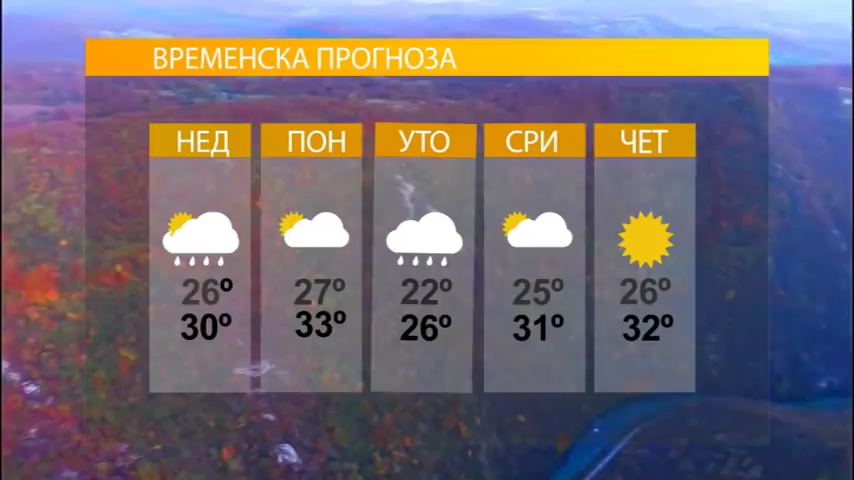 ВРЕМЕНСКА ПРОГНОЗА
НЕД ПОН УТО СРИ ЧЕТ
26º 27º 22º 25º 26º
30º 33º 26º 31º 32º